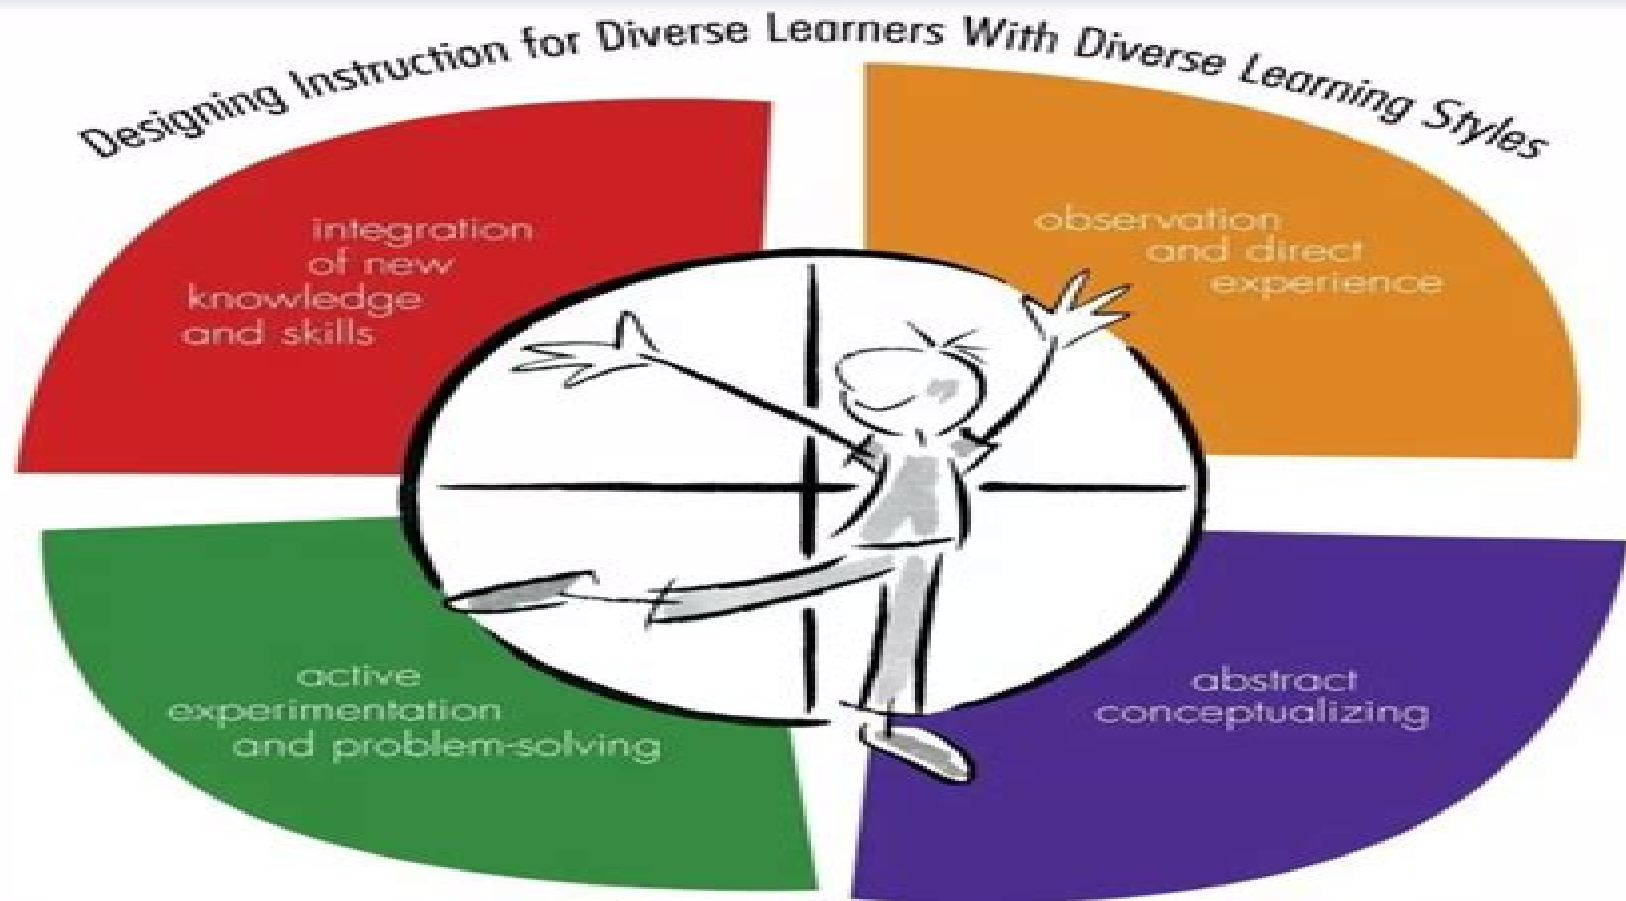 Designing Instruction for Diverse Learners With Diverse Learning Styles
integration
of new
knowledge
and skills
observation
and direct
experience
active
experimentation
and problem-solving
abstract
conceptualizing